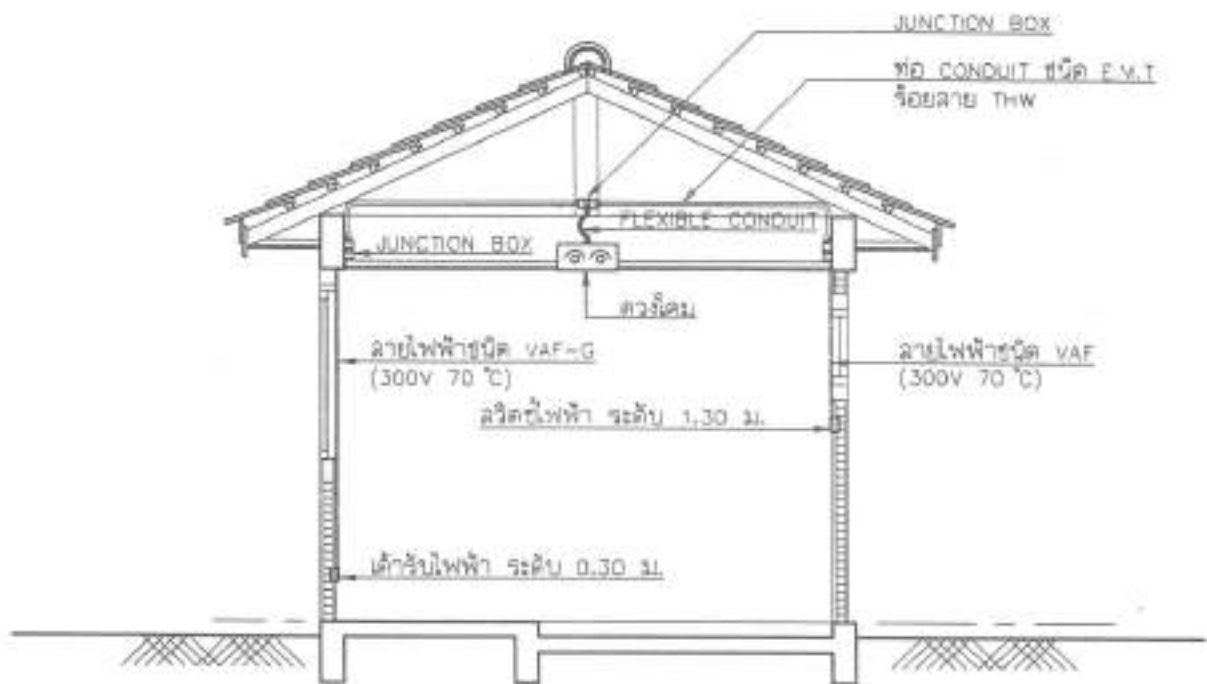 JUNCTION BOX
ท่อ CONDUIT ชนิด E.M.T
ร้อยสาย THW
FLEXIBLE CONDUIT
JUNCTION BOX
ดวงโคม
สายไฟฟ้าชนิด VAF-G
(300V 70 °C)
สายไฟฟ้าชนิด VAF
(300V 70 °C)
สวิตช์ไฟฟ้า ระดับ 1.30 ม.
เต้ารับไฟฟ้า ระดับ 0.30 ม.